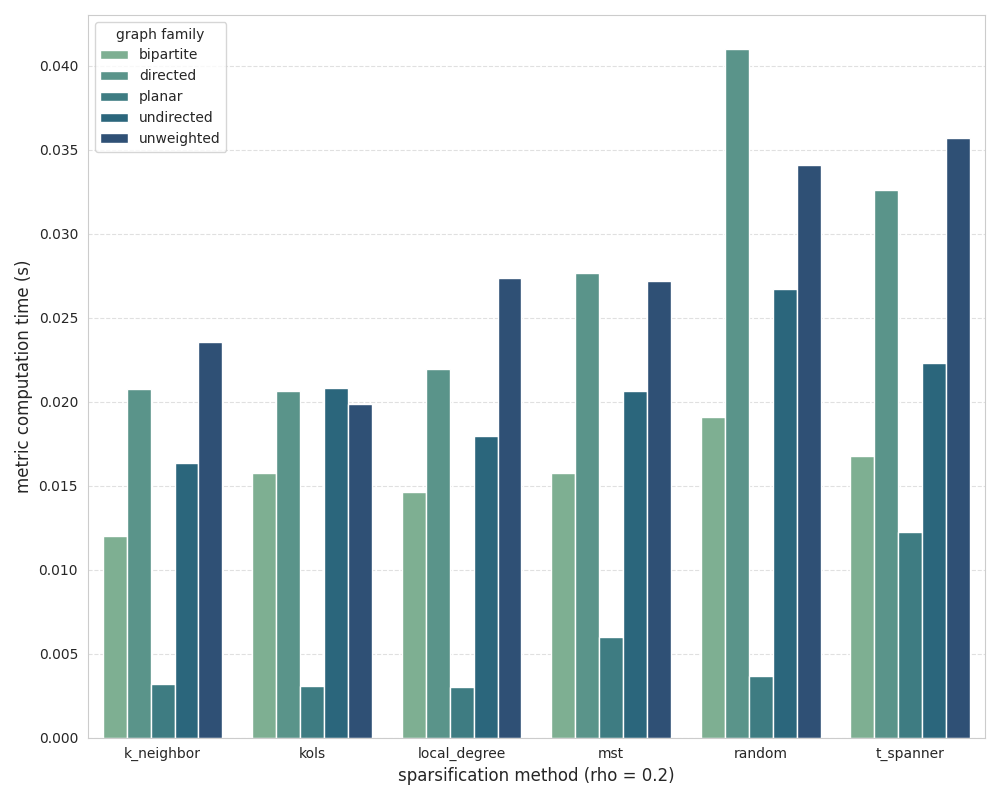 graph family
bipartite
directed
planar
undirected
unweighted
metric computation time (s)
0.040
0.035
0.030
0.025
0.020
0.015
0.010
0.005
0.000
k_neighbor kols local_degree mst random t_spanner
sparsification method (rho = 0.2)